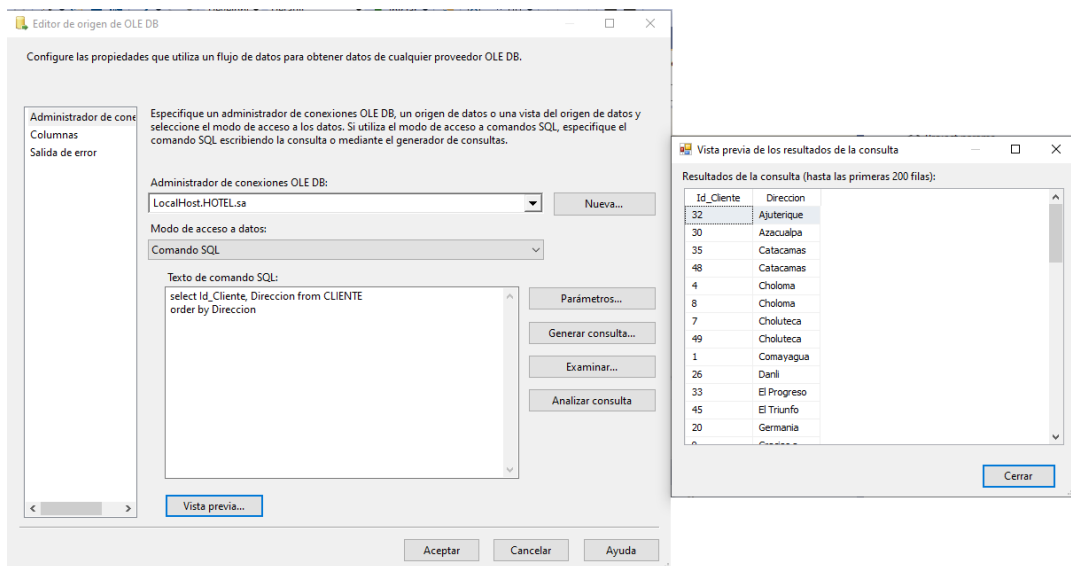 Editor de origen de OLE DB
Configure las propiedades que utiliza un flujo de datos para obtener datos de cualquier proveedor OLE DB.
Administrador de cone
Columnas
Salida de error
Especifique un administrador de conexiones OLE DB, un origen de datos o una vista del origen de datos y
seleccione el modo de acceso a los datos. Si utiliza el modo de acceso a comandos SQL, especifique el
comando SQL escribiendo la consulta o mediante el generador de consultas.
Administrador de conexiones OLE DB:
LocalHost.HOTEL.sa
Nueva...
Modo de acceso a datos:
Comando SQL
Texto de comando SQL:
select Id_Cliente, Direccion from CLIENTE
order by Direccion
Parámetros...
Generar consulta...
Examinar...
Analizar consulta
Vista previa...
Aceptar Cancelar Ayuda
Vista previa de los resultados de la consulta
Resultados de la consulta (hasta las primeras 200 filas):
Id_Cliente Direccion
32 Ajuterique
30 Azacualpa
35 Catacamas
48 Catacamas
4 Choloma
8 Choloma
7 Choluteca
49 Choluteca
1 Comayagua
26 Danli
33 El Progreso
45 El Triunfo
20 Germania
Cerrar